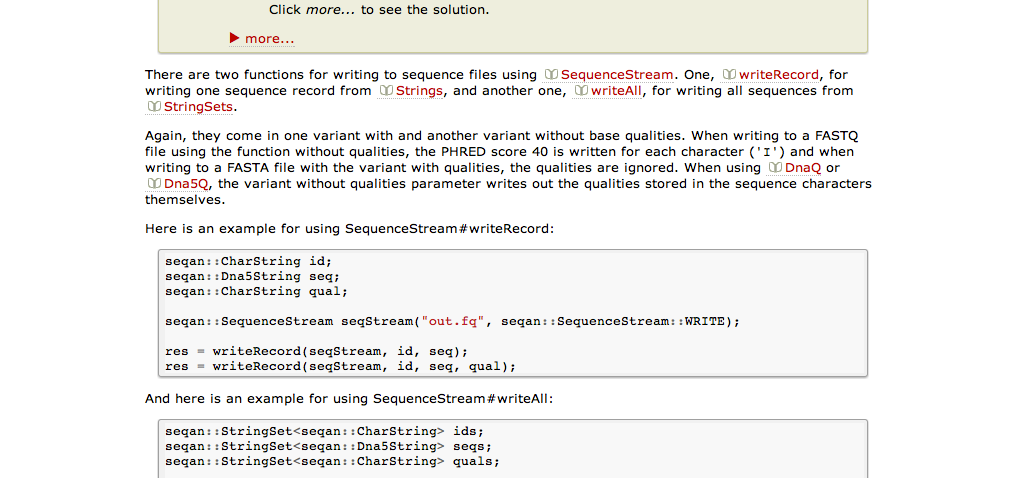 Click more... to see the solution.
more...
There are two functions for writing to sequence files using SequenceStream. One, writeRecord, for
writing one sequence record from Strings, and another one, writeAll, for writing all sequences from
StringSets.
Again, they come in one variant with and another variant without base qualities. When writing to a FASTQ
file using the function without qualities, the PHRED score 40 is written for each character ('I') and when
writing to a FASTA file with the variant with qualities, the qualities are ignored. When using DnaQ or
Dna5Q, the variant without qualities parameter writes out the qualities stored in the sequence characters
themselves.
Here is an example for using SequenceStream#writeRecord:
seqan::CharString id;
seqan::Dna5String seq;
seqan::CharString qual;
seqan::SequenceStream seqStream("out.fq", seqan::SequenceStream::WRITE);
res = writeRecord(seqStream, id, seq);
res = writeRecord(seqStream, id, seq, qual);
And here is an example for using SequenceStream#writeAll:
seqan::StringSet<seqan::CharString> ids;
seqan::StringSet<seqan::Dna5String> seqs;
seqan::StringSet<seqan::CharString> quals;